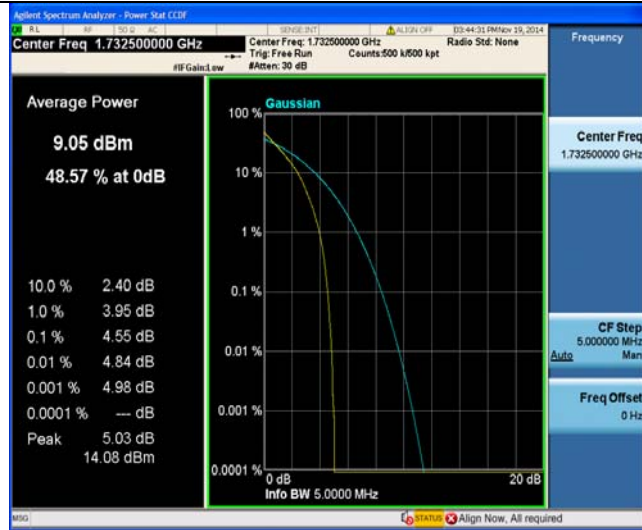 Agilent Spectrum Analyzer - Power Stat CCDF
RL RF 50 Ω AC SENSE:INT ALIGN OFF 03:44:31 PM Nov 19, 2014
Center Freq 1.732500000 GHz
Center Freq: 1.732500000 GHz Radio Std: None
Trig: Free Run Counts:500 k/500 kpt
#IFGain:Low #Atten: 30 dB
Frequency
Average Power
9.05 dBm
48.57 % at 0dB
10.0 % 2.40 dB
1.0 % 3.95 dB
0.1 % 4.55 dB
0.01 % 4.84 dB
0.001 % 4.98 dB
0.0001 % --- dB
Peak 5.03 dB
14.08 dBm
Gaussian
100 %
10 %
1 %
0.1 %
0.01 %
0.001 %
0.0001 %
0 dB 20 dB
Info BW 5.0000 MHz
Center Freq
1.732500000 GHz
CF Step
5.000000 MHz
Auto Man
Freq Offset
0 Hz
MSG STATUS Align Now, All required